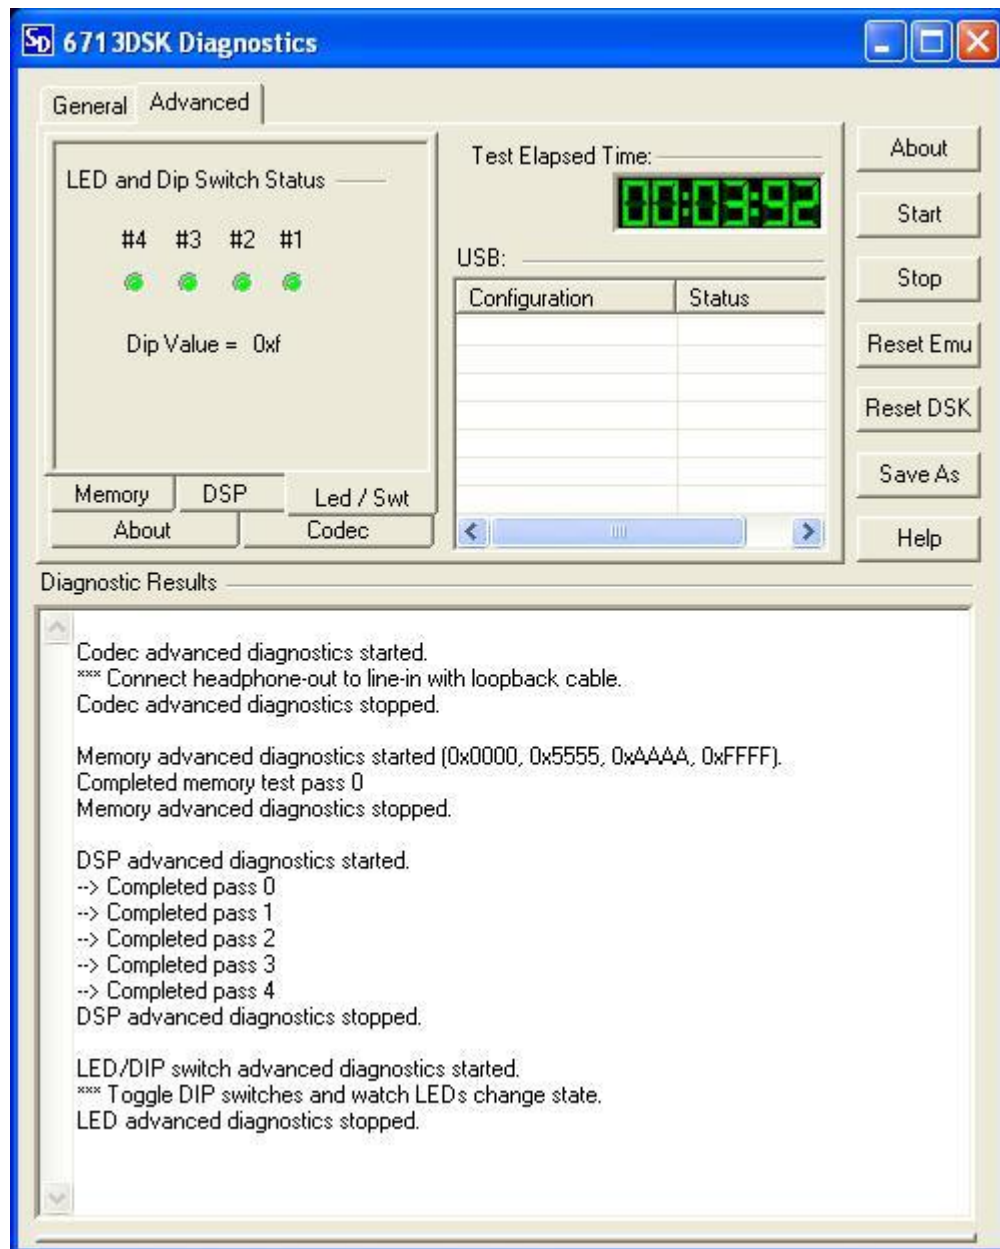 SD 6713DSK Diagnostics
General Advanced
LED and Dip Switch Status
#4 #3 #2 #1
Dip Value = 0xf
Memory DSP Led / Swt
About Codec
Test Elapsed Time:
00:03:92
USB:
Configuration Status
About
Start
Stop
Reset Emu
Reset DSK
Save As
Help
Diagnostic Results
Codec advanced diagnostics started.
*** Connect headphone-out to line-in with loopback cable.
Codec advanced diagnostics stopped.
Memory advanced diagnostics started (0x0000, 0x5555, 0xAAAA, 0xFFFF).
Completed memory test pass 0
Memory advanced diagnostics stopped.
DSP advanced diagnostics started.
--> Completed pass 0
--> Completed pass 1
--> Completed pass 2
--> Completed pass 3
--> Completed pass 4
DSP advanced diagnostics stopped.
LED/DIP switch advanced diagnostics started.
*** Toggle DIP switches and watch LEDs change state.
LED advanced diagnostics stopped.